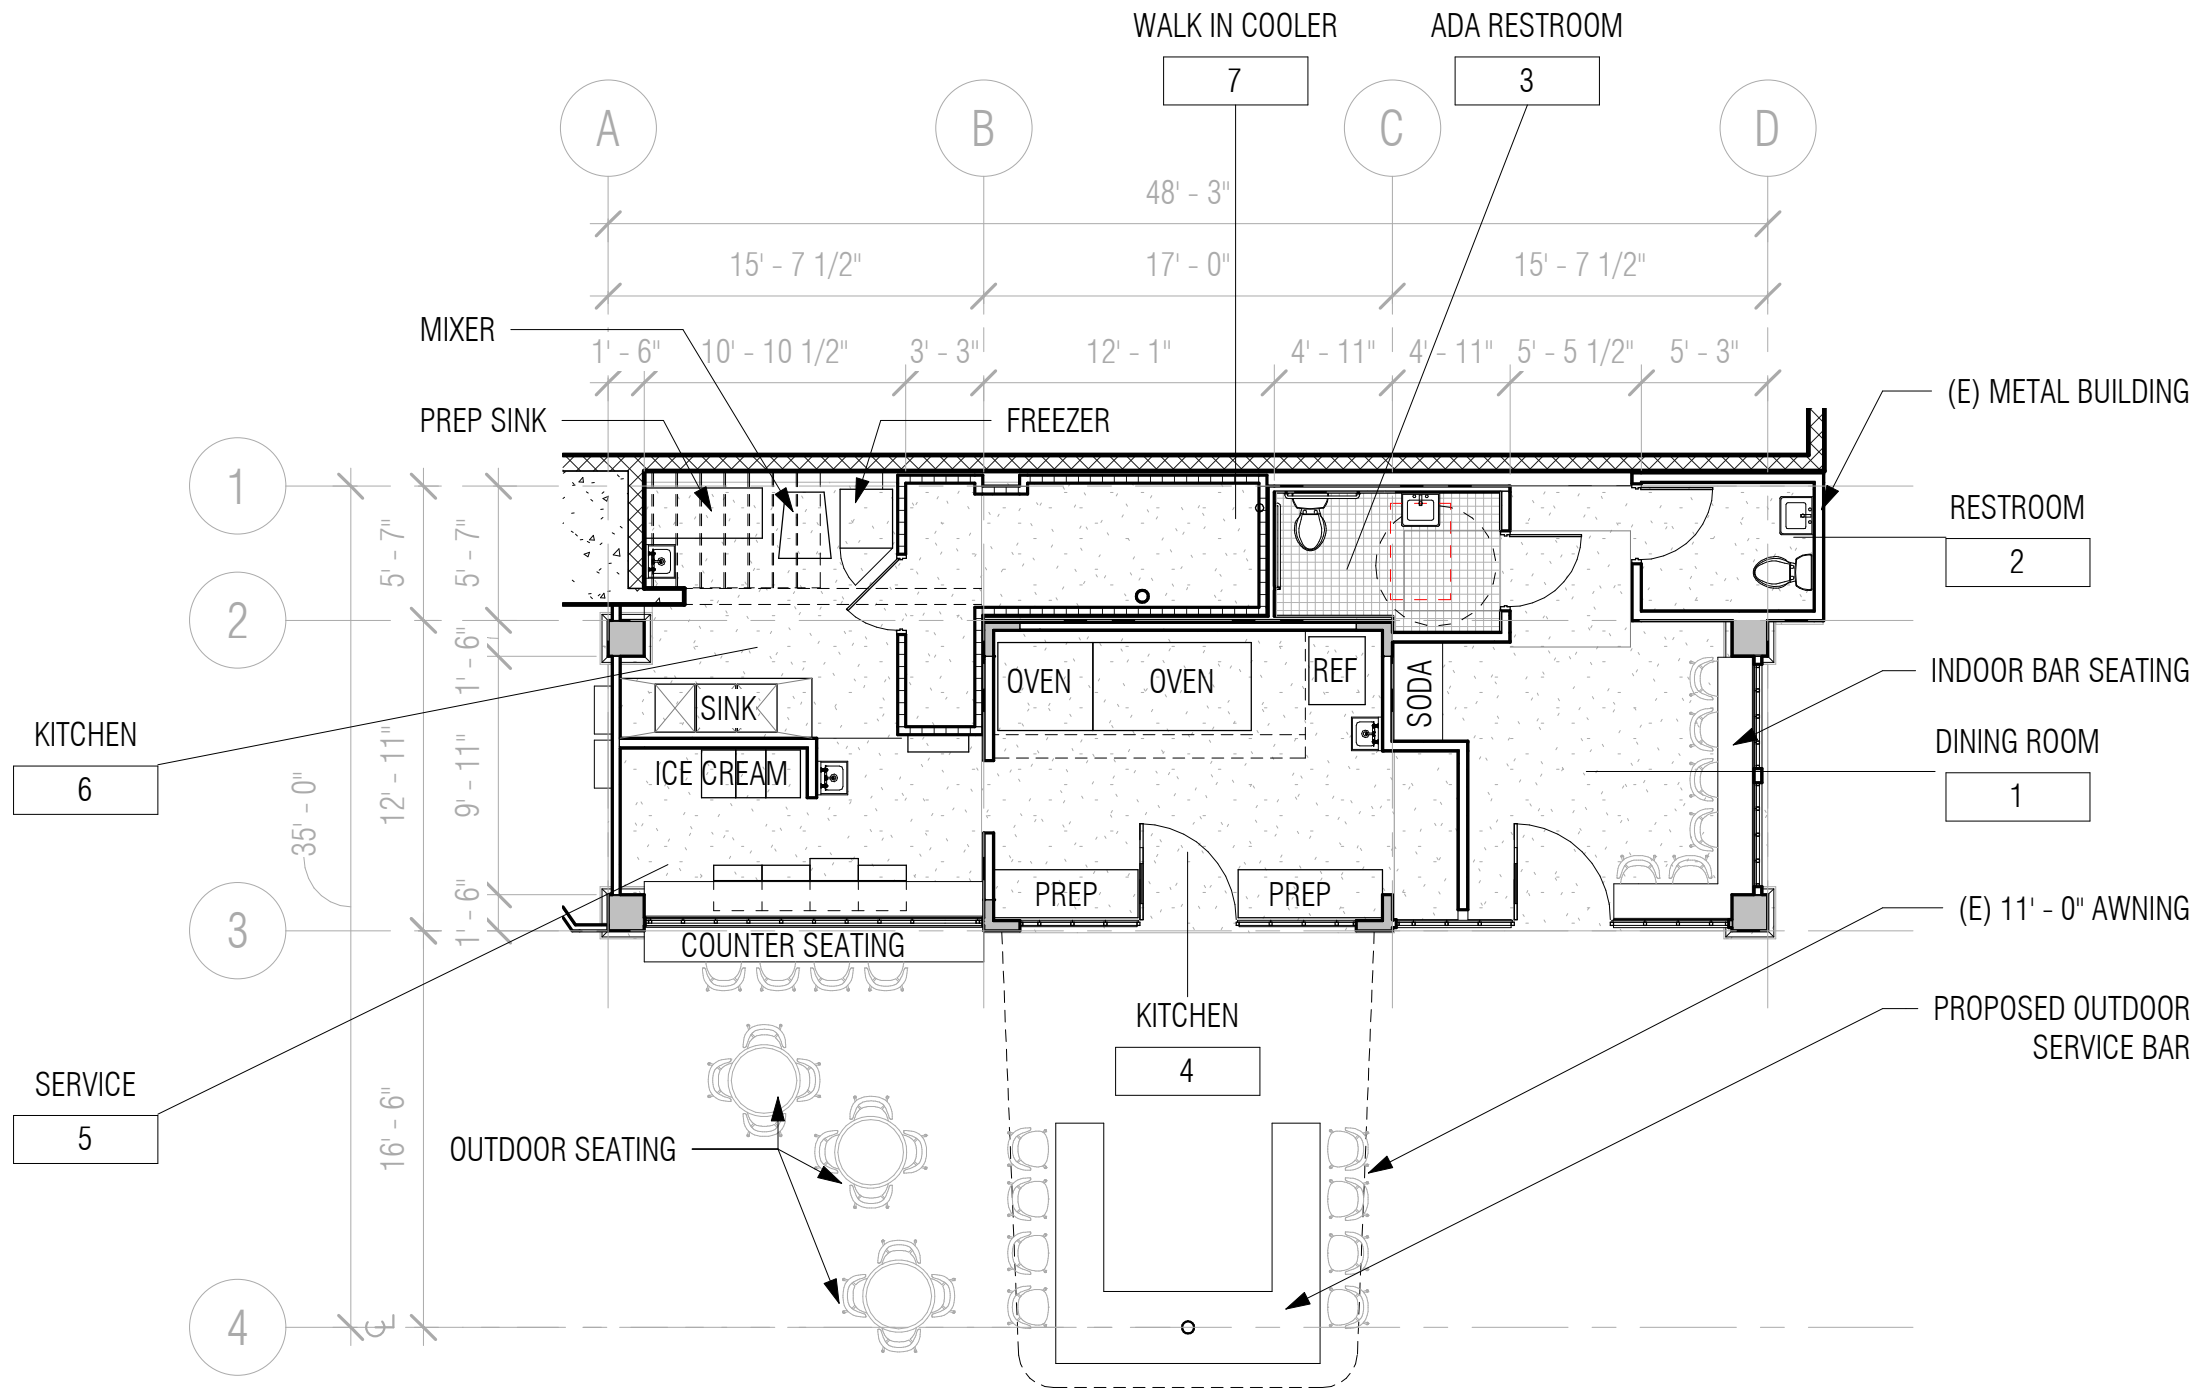 WALK IN COOLER
7
ADA RESTROOM
3
A
B
C
D
48' - 3"
15' - 7 1/2"
17' - 0"
15' - 7 1/2"
1' - 6"
10' - 10 1/2"
3' - 3"
12' - 1"
4' - 11"
4' - 11"
5' - 5 1/2"
5' - 3"
MIXER
PREP SINK
FREEZER
(E) METAL BUILDING
RESTROOM
2
1
2
3
4
5' - 7"
5' - 7"
1' - 6"
12' - 11"
9' - 11"
35' - 0"
1' - 6"
16' - 6"
CL
OVEN
OVEN
REF
SODA
SINK
ICE CREAM
INDOOR BAR SEATING
DINING ROOM
1
KITCHEN
6
PREP
PREP
COUNTER SEATING
(E) 11' - 0" AWNING
KITCHEN
4
PROPOSED OUTDOOR
SERVICE BAR
SERVICE
5
OUTDOOR SEATING